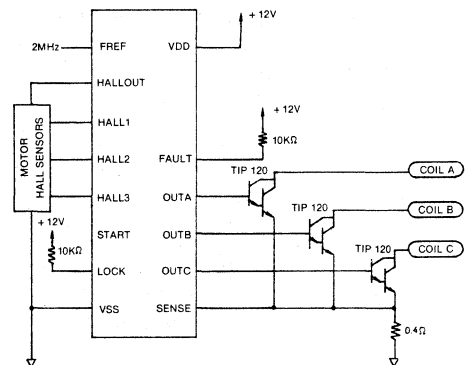 + 12V
2MHz
FREF
VDD
HALLOUT
MOTOR
HALL SENSORS
HALL1
HALL2
HALL3
+ 12V
10KΩ
FAULT
TIP 120
OUTA
COIL A
TIP 120
COIL B
+ 12V
START
OUTB
TIP 120
COIL C
10KΩ
LOCK
OUTC
VSS
SENSE
0.4Ω